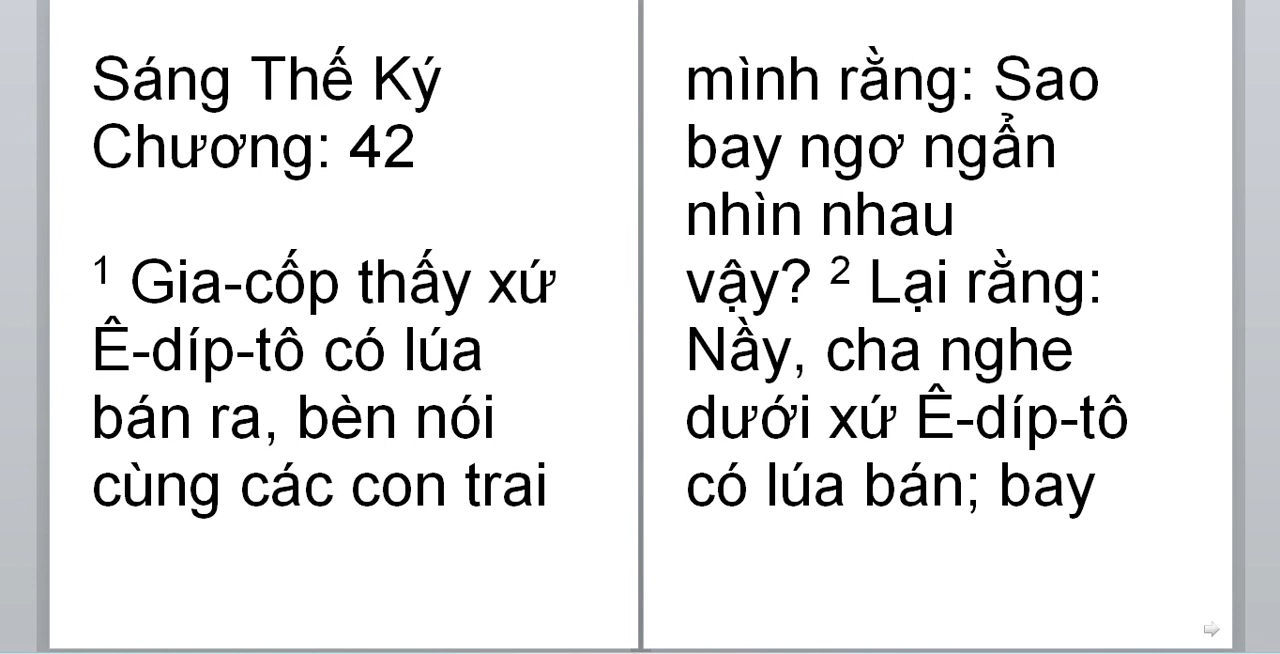 Sáng Thế Ký
Chương: 42
¹ Gia-cốp thấy xứ
Ê-díp-tô có lúa
bán ra, bèn nói
cùng các con trai
mình rằng: Sao
bay ngơ ngẩn
nhìn nhau
vậy? ² Lại rằng:
Nầy, cha nghe
dưới xứ Ê-díp-tô
có lúa bán; bay